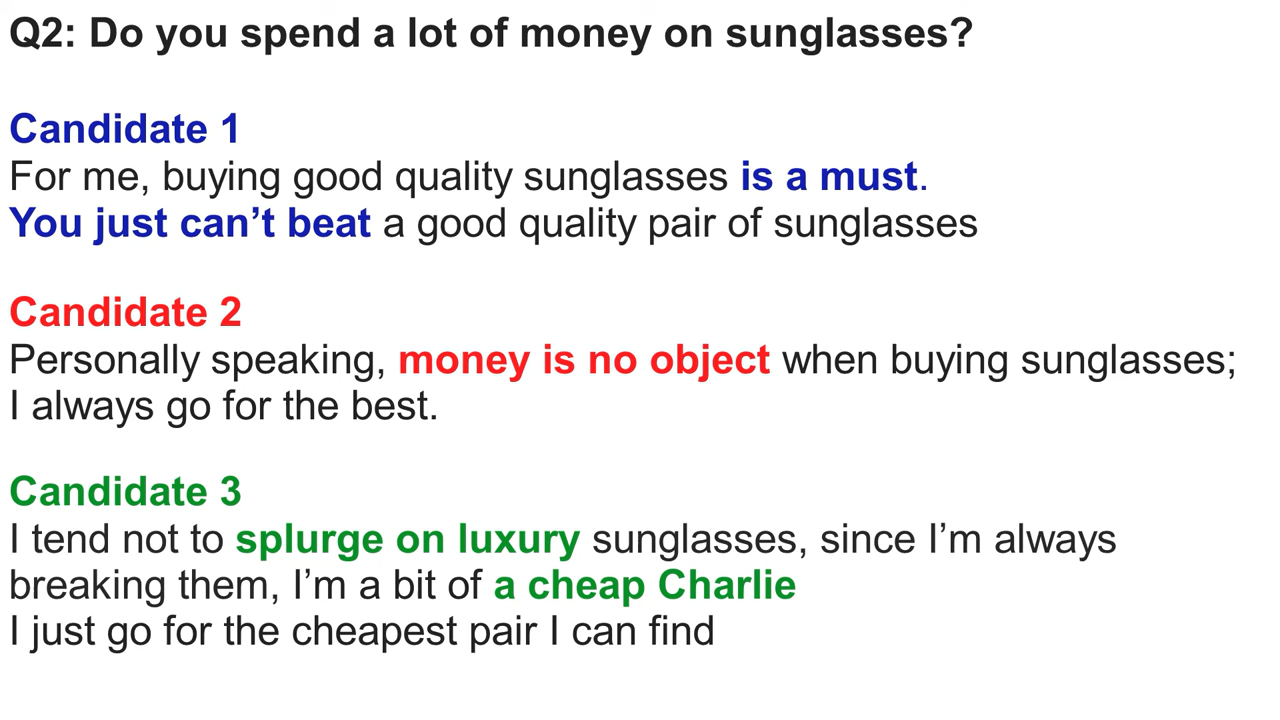 Q2: Do you spend a lot of money on sunglasses?
Candidate 1
For me, buying good quality sunglasses is a must.
You just can’t beat a good quality pair of sunglasses
Candidate 2
Personally speaking, money is no object when buying sunglasses;
I always go for the best.
Candidate 3
I tend not to splurge on luxury sunglasses, since I’m always
breaking them, I’m a bit of a cheap Charlie
I just go for the cheapest pair I can find